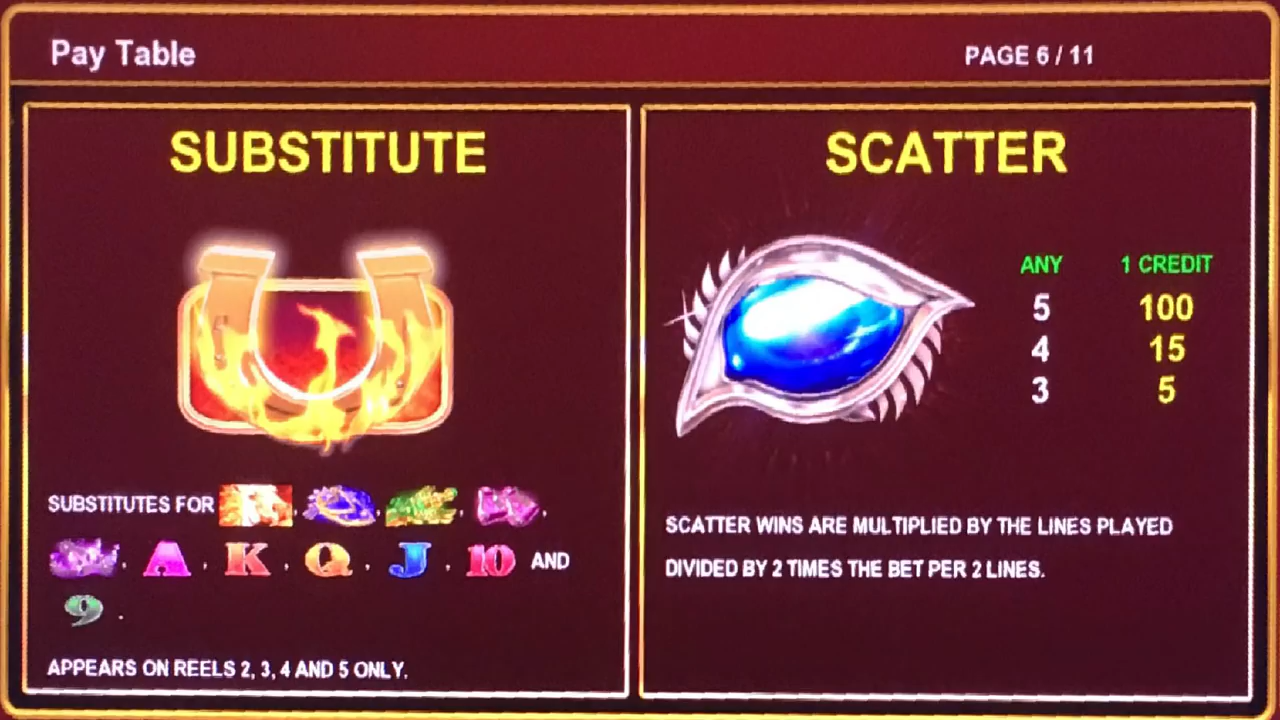 Pay Table
PAGE 6 / 11
SUBSTITUTE
SUBSTITUTES FOR , , , ,
, A , K , Q , J , 10 AND
9 .
APPEARS ON REELS 2, 3, 4 AND 5 ONLY.
SCATTER
ANY 1 CREDIT
5 100
4 15
3 5
SCATTER WINS ARE MULTIPLIED BY THE LINES PLAYED
DIVIDED BY 2 TIMES THE BET PER 2 LINES.